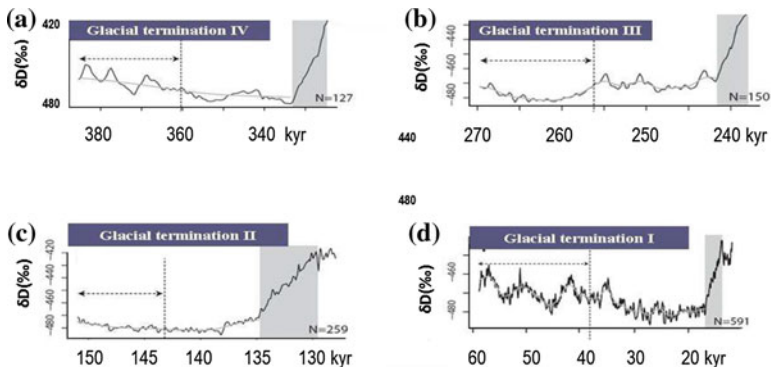 (a)
Glacial termination IV
420
480
δD(‰)
N=127
380 360 340 kyr
(b)
Glacial termination III
−440
−460
−480
δD(‰)
N=150
270 260 250 240 kyr
440
480
(c)
Glacial termination II
−420
−440
−460
−480
δD(‰)
N=259
150 145 140 135 130 kyr
(d)
Glacial termination I
−460
−480
δD(‰)
N=591
60 50 40 30 20 kyr